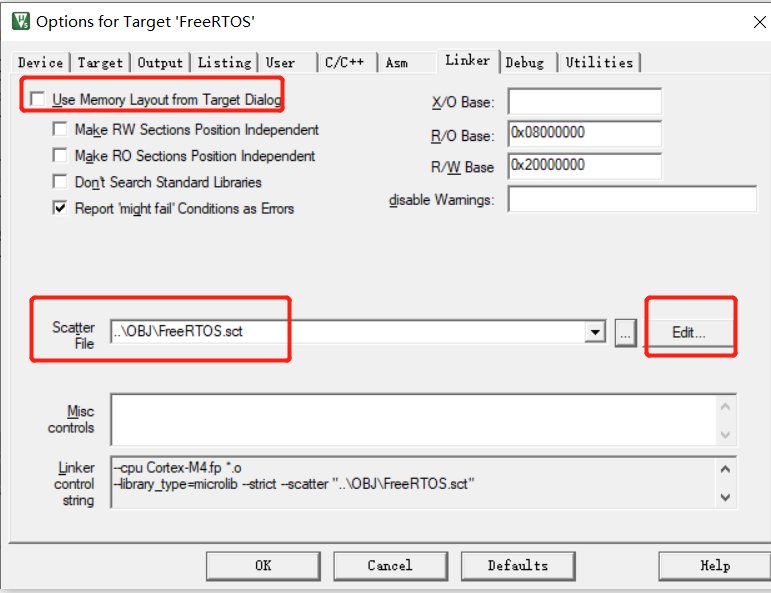 Options for Target 'FreeRTOS'
Device Target Output Listing User C/C++ Asm Linker Debug Utilities
Use Memory Layout from Target Dialog
Make RW Sections Position Independent
Make RO Sections Position Independent
Don't Search Standard Libraries
Report 'might fail' Conditions as Errors
X/O Base:
R/O Base: 0x08000000
R/W Base 0x20000000
disable Warnings:
Scatter
File
..\OBJ\FreeRTOS.sct
...
Edit...
Misc
controls
Linker
control
string
--cpu Cortex-M4.fp *.o
--library_type=microlib --strict --scatter "..\OBJ\FreeRTOS.sct"
OK Cancel Defaults Help